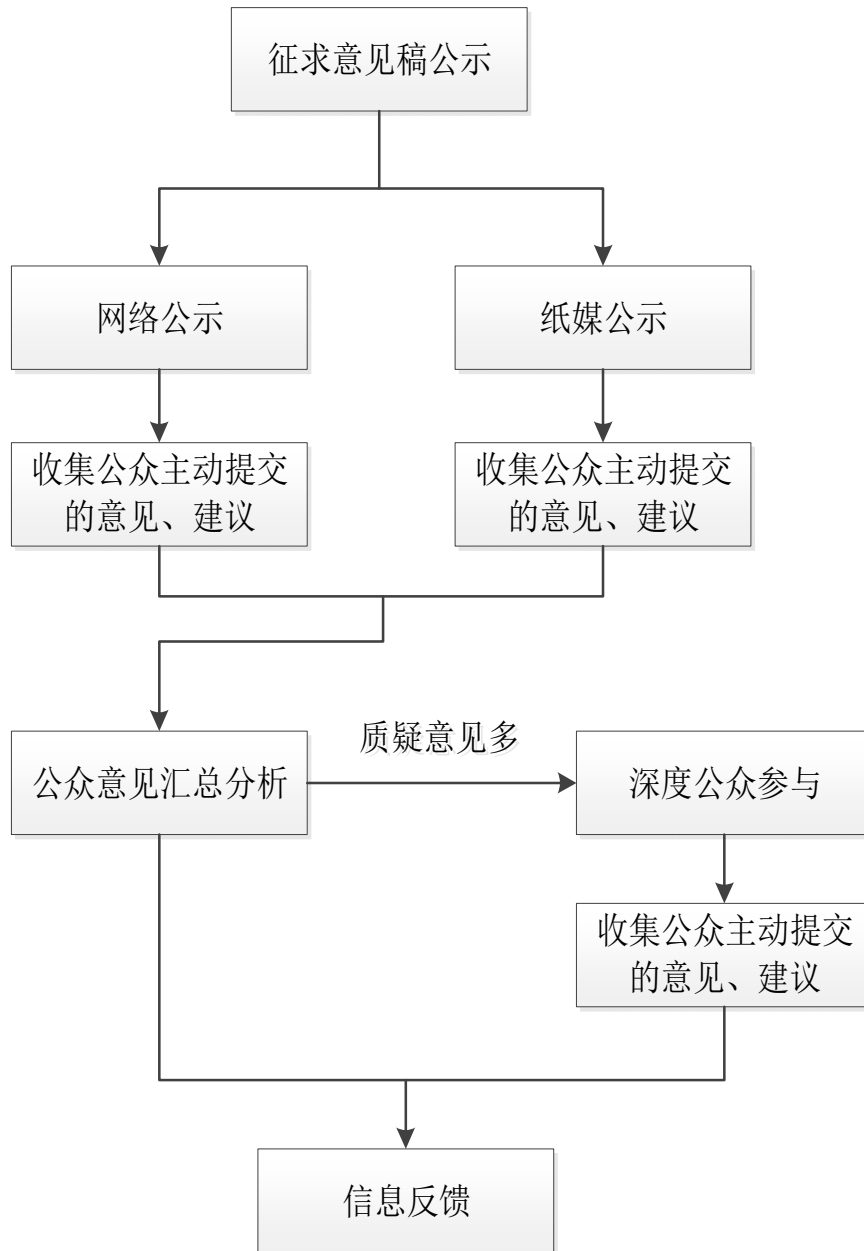 征求意见稿公示
网络公示
纸媒公示
收集公众主动提交
的意见、建议
收集公众主动提交
的意见、建议
质疑意见多
公众意见汇总分析
深度公众参与
收集公众主动提交
的意见、建议
信息反馈